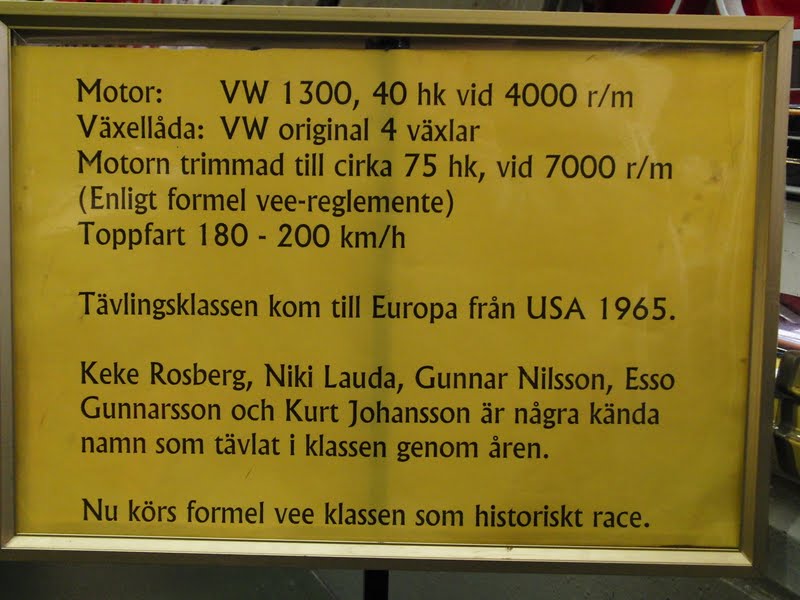 Motor: VW 1300, 40 hk vid 4000 r/m
Växellåda: VW original 4 växlar
Motorn trimmad till cirka 75 hk, vid 7000 r/m
(Enligt formel vee-reglemente)
Toppfart 180 - 200 km/h
Tävlingsklassen kom till Europa från USA 1965.
Keke Rosberg, Niki Lauda, Gunnar Nilsson, Esso
Gunnarsson och Kurt Johansson är några kända
namn som tävlat i klassen genom åren.
Nu körs formel vee klassen som historiskt race.